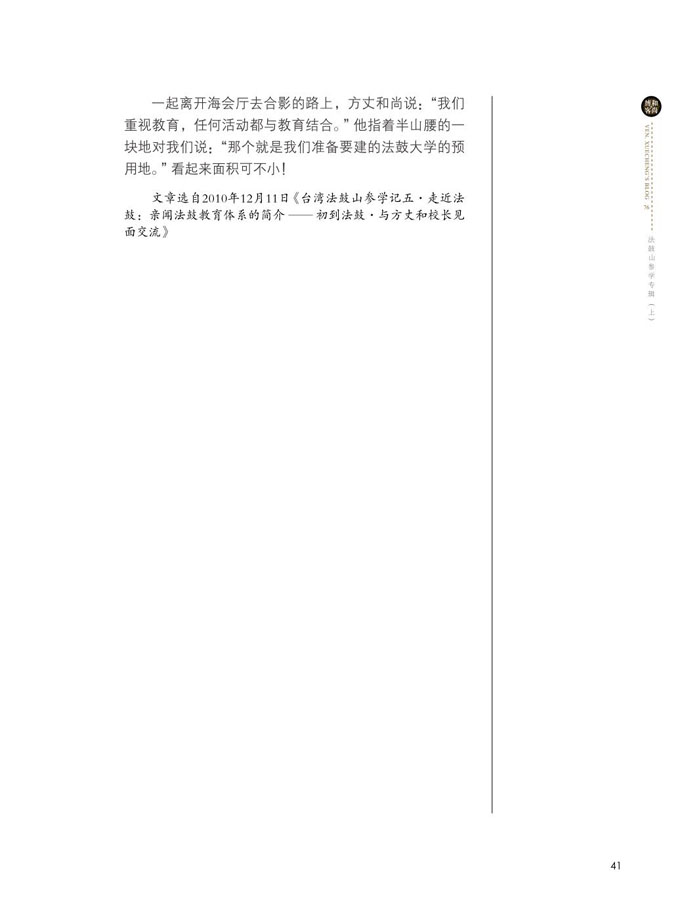 一起离开海会厅去合影的路上，方丈和尚说：“我们
重视教育，任何活动都与教育结合。”他指着半山腰的一
块地对我们说：“那个就是我们准备要建的法鼓大学的预
用地。”看起来面积可不小！
文章选自2010年12月11日《台湾法鼓山参学记五·走近法
鼓：亲闻法鼓教育体系的简介——初到法鼓·与方丈和校长见
面交流》
和尚博客
VEN. XUECHENG'S BLOG
法鼓山参学专辑（上）
41